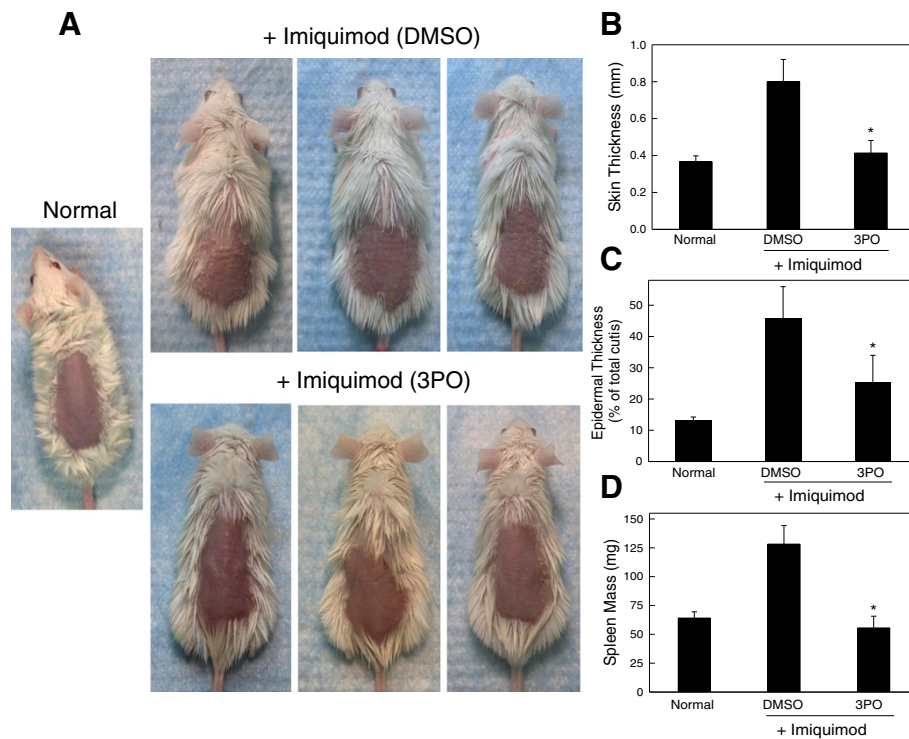 A
+ Imiquimod (DMSO)
Normal
+ Imiquimod (3PO)
B
Skin Thickness (mm)
1.0
0.8
0.6
0.4
0.2
0.0
*
Normal DMSO 3PO
+ Imiquimod
C
Epidermal Thickness
(% of total cutis)
50
40
30
20
10
0
*
Normal DMSO 3PO
+ Imiquimod
D
Spleen Mass (mg)
150
125
100
75
50
25
0
*
Normal DMSO 3PO
+ Imiquimod